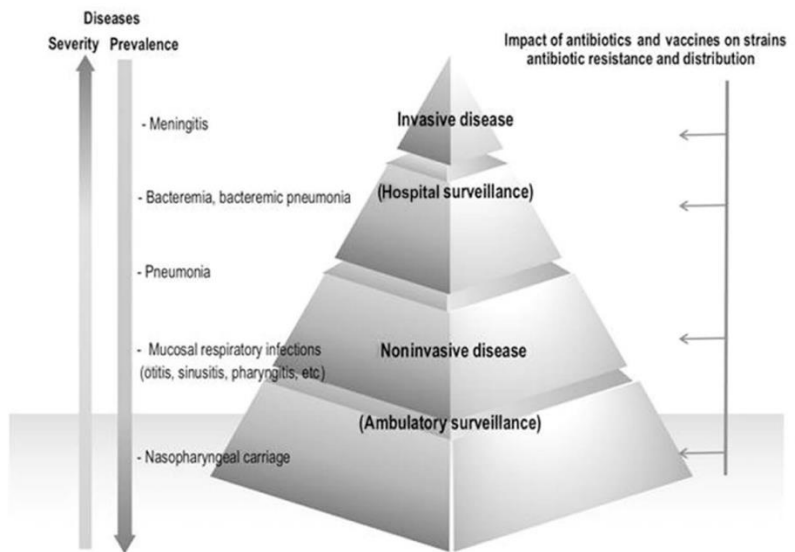 Diseases
Severity Prevalence
Impact of antibiotics and vaccines on strains
antibiotic resistance and distribution
- Meningitis
Invasive disease
- Bacteremia, bacteremic pneumonia
(Hospital surveillance)
- Pneumonia
- Mucosal respiratory infections
(otitis, sinusitis, pharyngitis, etc)
Noninvasive disease
(Ambulatory surveillance)
- Nasopharyngeal carriage